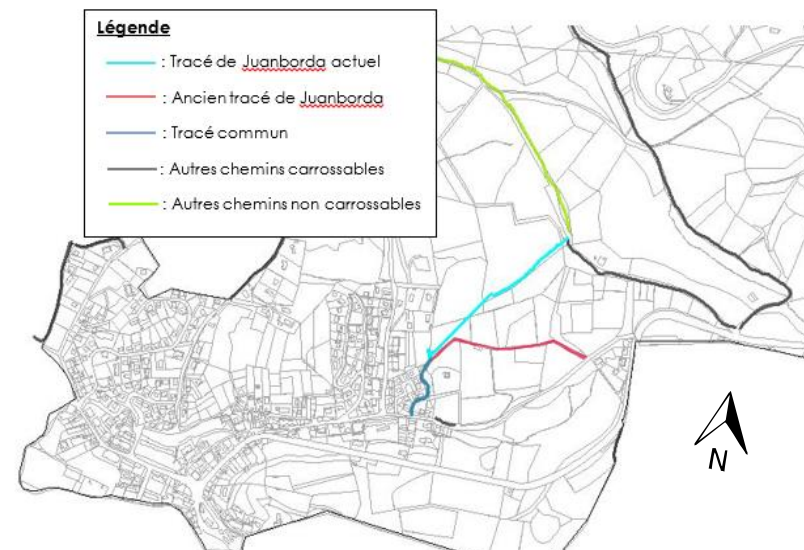 Légende
: Tracé de Juanborda actuel
: Ancien tracé de Juanborda
: Tracé commun
: Autres chemins carrossables
: Autres chemins non carrossables
N